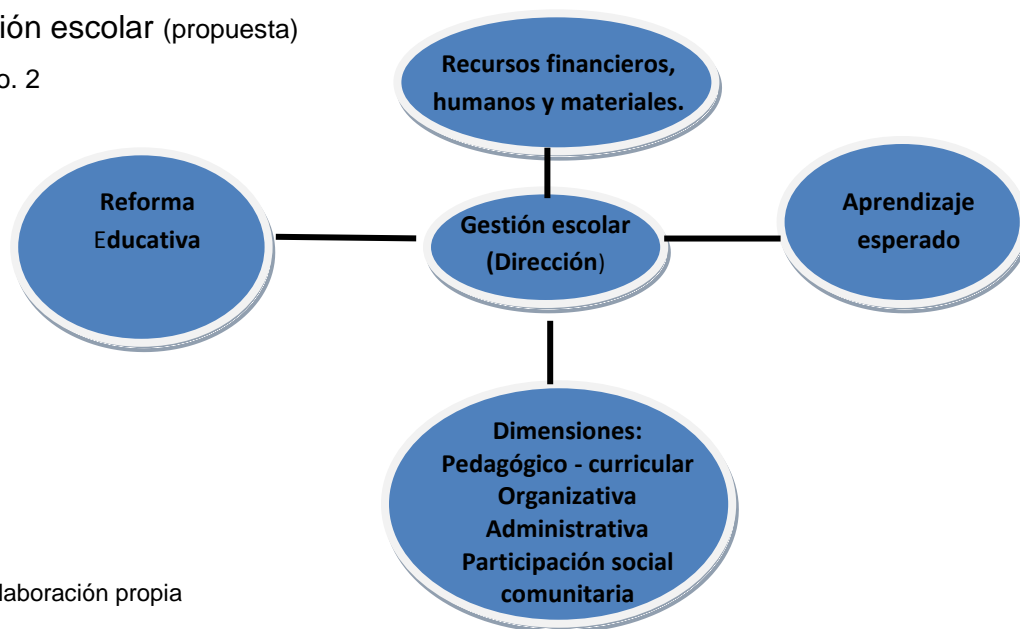 ión escolar (propuesta)
o. 2
Recursos financieros,
humanos y materiales.
Reforma
Educativa
Gestión escolar
(Dirección)
Aprendizaje
esperado
Dimensiones:
Pedagógico - curricular
Organizativa
Administrativa
Participación social
comunitaria
laboración propia